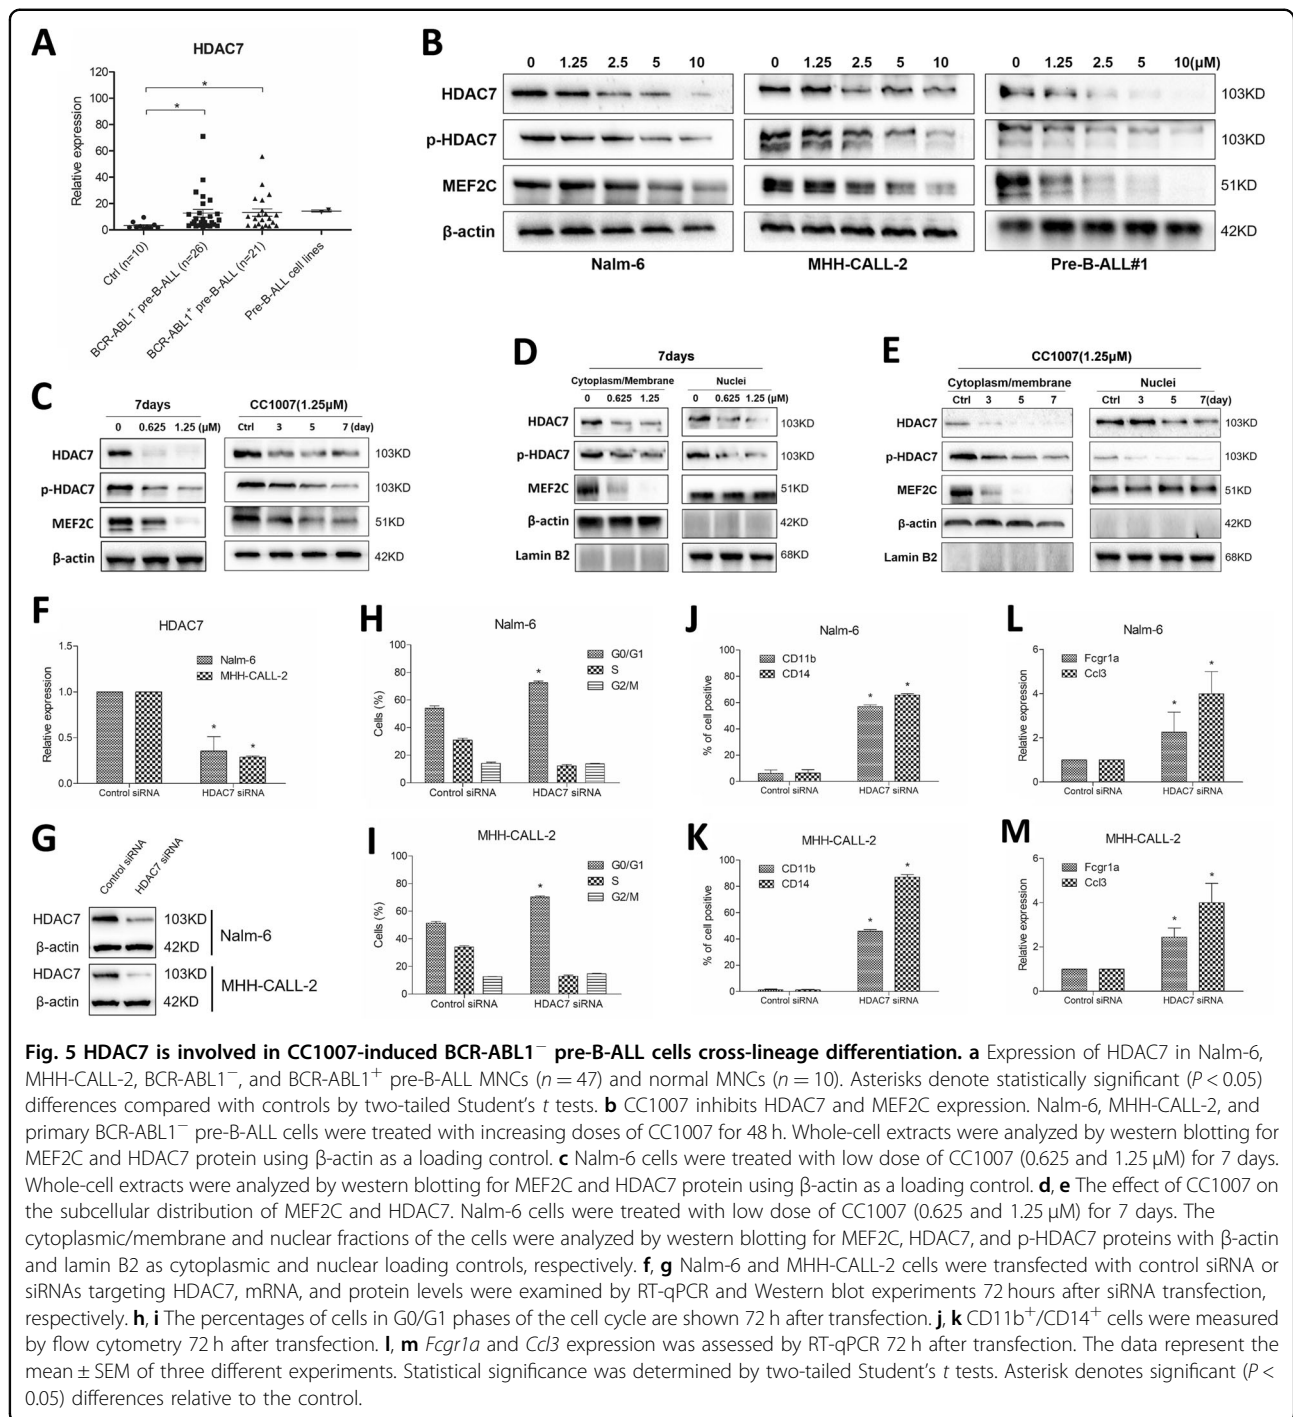 A
HDAC7
Relative expression
120
100
80
60
40
20
0
Ctrl (n=10)
BCR-ABL1⁻ pre-B-ALL (n=26)
BCR-ABL1⁺ pre-B-ALL (n=21)
Pre-B-ALL cell lines
*
*
B
0 1.25 2.5 5 10 0 1.25 2.5 5 10 0 1.25 2.5 5 10(μM)
HDAC7 103KD
p-HDAC7 103KD
MEF2C 51KD
β-actin 42KD
Nalm-6 MHH-CALL-2 Pre-B-ALL#1
C
7days CC1007(1.25μM)
0 0.625 1.25 (μM) Ctrl 3 5 7 (day)
HDAC7 103KD
p-HDAC7 103KD
MEF2C 51KD
β-actin 42KD
D
7days
Cytoplasm/Membrane Nuclei
0 0.625 1.25 0 0.625 1.25 (μM)
HDAC7 103KD
p-HDAC7 103KD
MEF2C 51KD
β-actin 42KD
Lamin B2 68KD
E
CC1007(1.25μM)
Cytoplasm/membrane Nuclei
Ctrl 3 5 7 Ctrl 3 5 7(day)
HDAC7 103KD
p-HDAC7 103KD
MEF2C 51KD
β-actin 42KD
Lamin B2 68KD
F
HDAC7
Relative expression
1.5
1.0
0.5
0.0
Nalm-6
MHH-CALL-2
* *
Control siRNA HDAC7 siRNA
G
Control siRNA HDAC7 siRNA
HDAC7 103KD
β-actin 42KD
Nalm-6
HDAC7 103KD
β-actin 42KD
MHH-CALL-2
H
Nalm-6
Cells (%)
100
80
60
40
20
0
G0/G1
S
G2/M
*
Control siRNA HDAC7 siRNA
I
MHH-CALL-2
Cells (%)
100
80
60
40
20
0
G0/G1
S
G2/M
*
Control siRNA HDAC7 siRNA
J
Nalm-6
% of cell positive
100
80
60
40
20
0
CD11b
CD14
* *
Control siRNA HDAC7 siRNA
K
MHH-CALL-2
% of cell positive
100
80
60
40
20
0
CD11b
CD14
* *
Control siRNA HDAC7 siRNA
L
Nalm-6
Relative expression
6
4
2
0
Fcgr1a
Ccl3
* *
Control siRNA HDAC7 siRNA
M
MHH-CALL-2
Relative expression
6
4
2
0
Fcgr1a
Ccl3
* *
Control siRNA HDAC7 siRNA
Fig. 5 HDAC7 is involved in CC1007-induced BCR-ABL1⁻ pre-B-ALL cells cross-lineage differentiation. a Expression of HDAC7 in Nalm-6,
MHH-CALL-2, BCR-ABL1⁻, and BCR-ABL1⁺ pre-B-ALL MNCs (n = 47) and normal MNCs (n = 10). Asterisks denote statistically significant (P < 0.05)
differences compared with controls by two-tailed Student’s t tests. b CC1007 inhibits HDAC7 and MEF2C expression. Nalm-6, MHH-CALL-2, and
primary BCR-ABL1⁻ pre-B-ALL cells were treated with increasing doses of CC1007 for 48 h. Whole-cell extracts were analyzed by western blotting for
MEF2C and HDAC7 protein using β-actin as a loading control. c Nalm-6 cells were treated with low dose of CC1007 (0.625 and 1.25 μM) for 7 days.
Whole-cell extracts were analyzed by western blotting for MEF2C and HDAC7 protein using β-actin as a loading control. d, e The effect of CC1007 on
the subcellular distribution of MEF2C and HDAC7. Nalm-6 cells were treated with low dose of CC1007 (0.625 and 1.25 μM) for 7 days. The
cytoplasmic/membrane and nuclear fractions of the cells were analyzed by western blotting for MEF2C, HDAC7, and p-HDAC7 proteins with β-actin
and lamin B2 as cytoplasmic and nuclear loading controls, respectively. f, g Nalm-6 and MHH-CALL-2 cells were transfected with control siRNA or
siRNAs targeting HDAC7, mRNA, and protein levels were examined by RT-qPCR and Western blot experiments 72 hours after siRNA transfection,
respectively. h, i The percentages of cells in G0/G1 phases of the cell cycle are shown 72 h after transfection. j, k CD11b⁺/CD14⁺ cells were measured
by flow cytometry 72 h after transfection. l, m Fcgr1a and Ccl3 expression was assessed by RT-qPCR 72 h after transfection. The data represent the
mean ± SEM of three different experiments. Statistical significance was determined by two-tailed Student’s t tests. Asterisk denotes significant (P <
0.05) differences relative to the control.